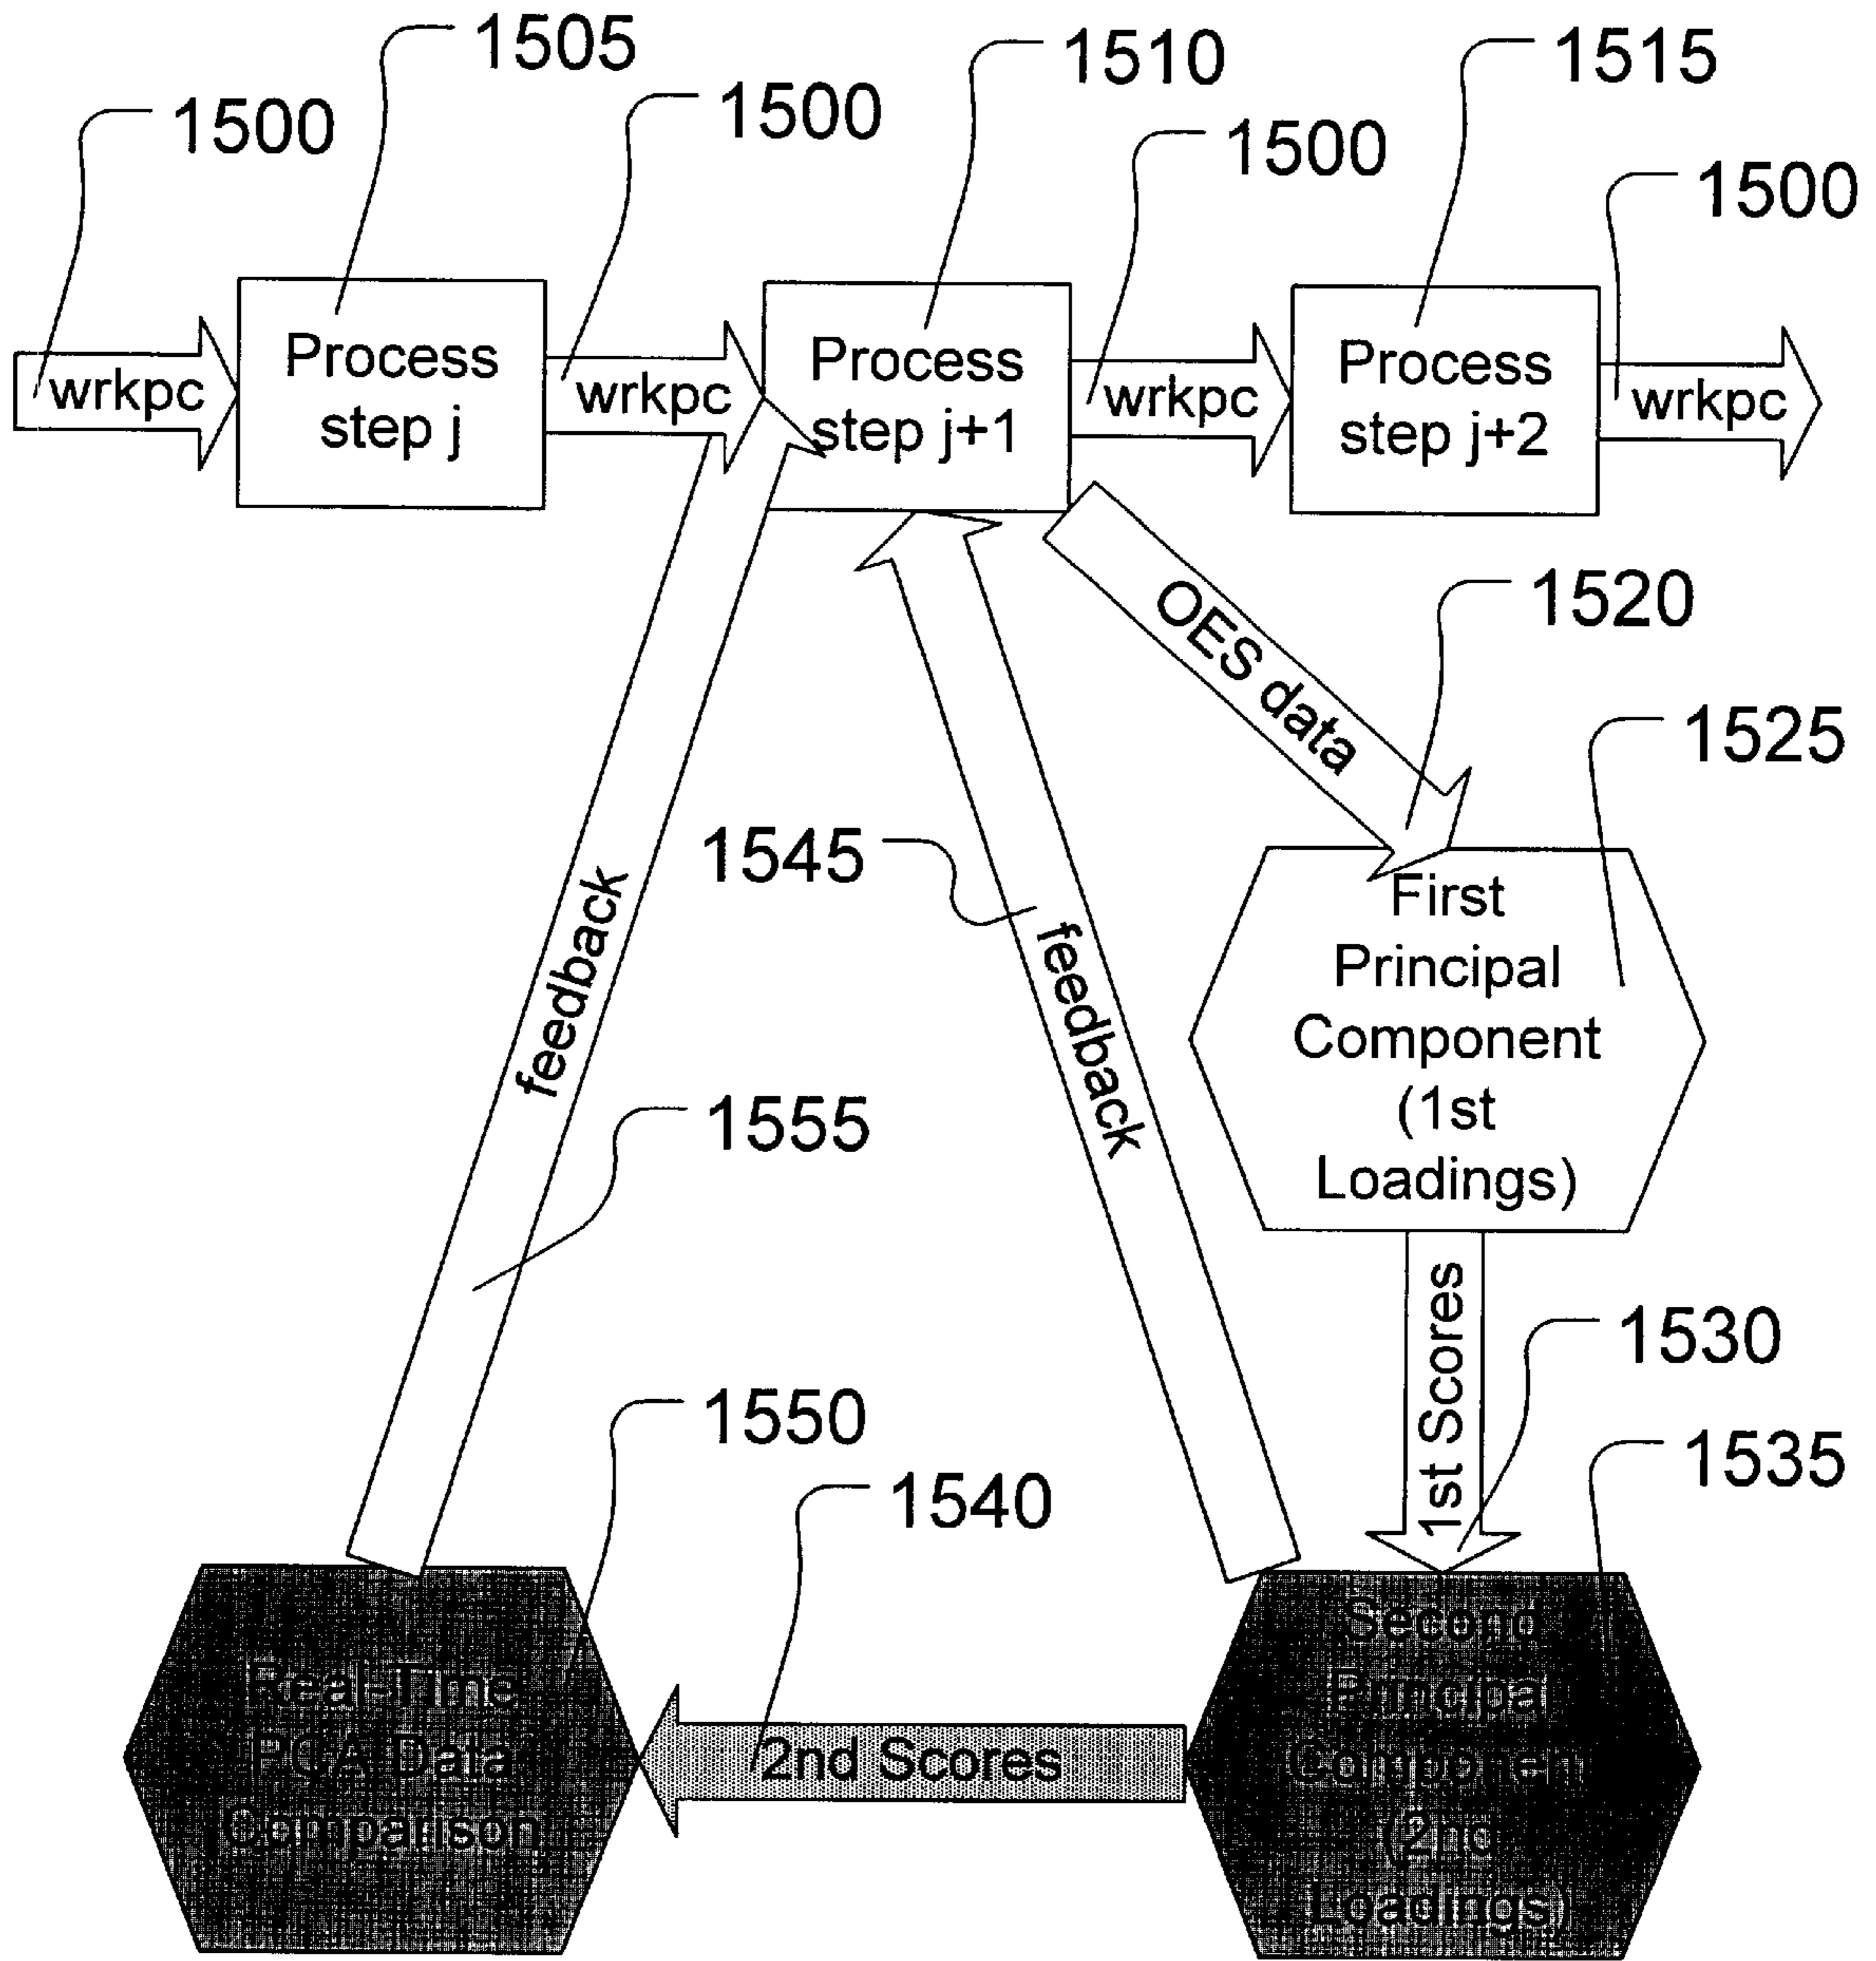 1505
1510
1515
1500
1500
1500
1500
wrkpc
Process
step j
wrkpc
Process
step j+1
wrkpc
Process
step j+2
wrkpc
OES data
1520
1525
1545
First
Principal
Component
(1st
Loadings)
feedback
feedback
1555
1st Scores
1530
1550
1540
1535
Real-Time
PCA Data
Comparison
2nd Scores
Second
Principal
Component
(2nd
Loadings)